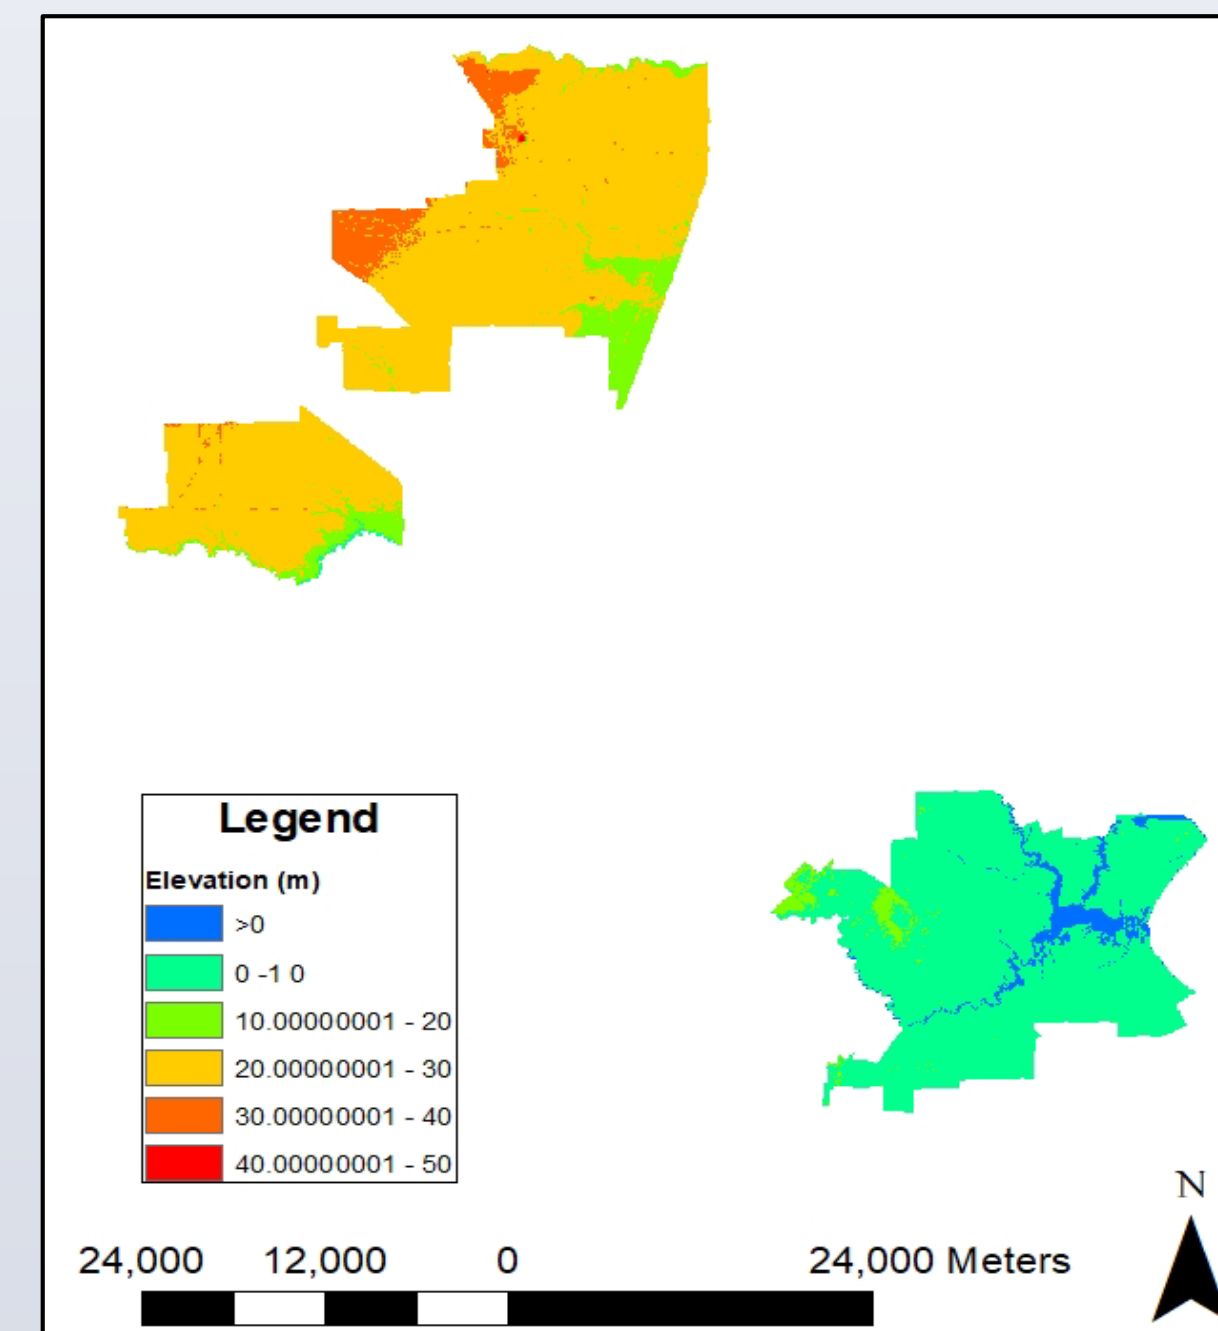 Legend
Elevation (m)
>0
0 -1 0
10.00000001 - 20
20.00000001 - 30
30.00000001 - 40
40.00000001 - 50
N
24,000 12,000 0 24,000 Meters